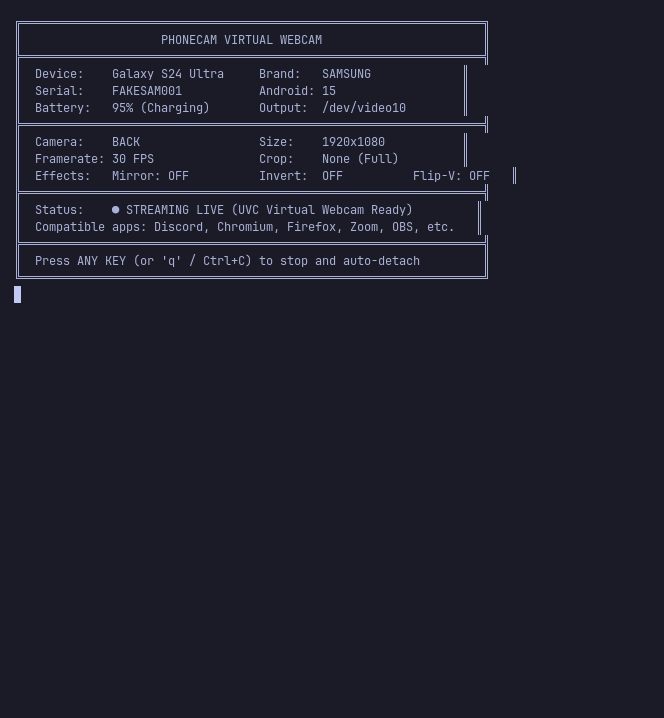 PHONECAM VIRTUAL WEBCAM
Device: Galaxy S24 Ultra Brand: SAMSUNG
Serial: FAKESAM001 Android: 15
Battery: 95% (Charging) Output: /dev/video10
Camera: BACK Size: 1920x1080
Framerate: 30 FPS Crop: None (Full)
Effects: Mirror: OFF Invert: OFF Flip-V: OFF
Status: ● STREAMING LIVE (UVC Virtual Webcam Ready)
Compatible apps: Discord, Chromium, Firefox, Zoom, OBS, etc.
Press ANY KEY (or 'q' / Ctrl+C) to stop and auto-detach